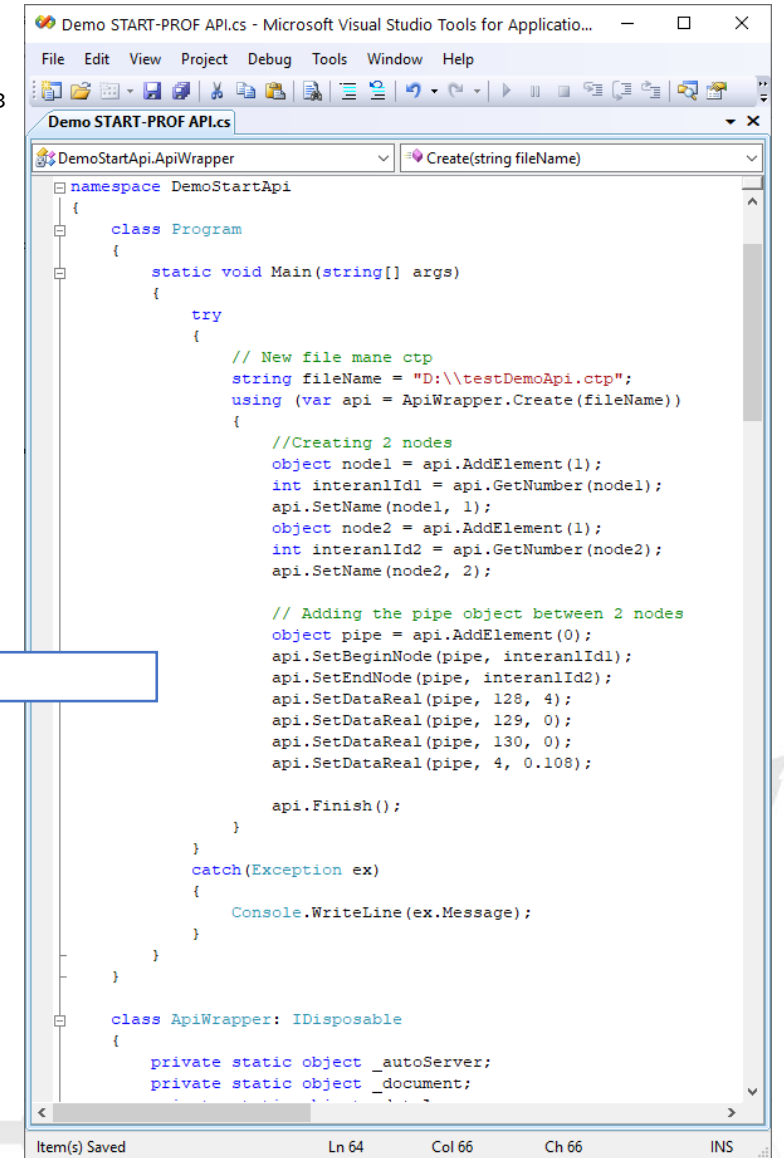 Demo START-PROF API.cs - Microsoft Visual Studio Tools for Applicatio...
File Edit View Project Debug Tools Window Help
Demo START-PROF API.cs
DemoStartApi.ApiWrapper Create(string fileName)
namespace DemoStartApi
{
class Program
{
static void Main(string[] args)
{
try
{
// New file mane ctp
string fileName = "D:\\testDemoApi.ctp";
using (var api = ApiWrapper.Create(fileName))
{
//Creating 2 nodes
object node1 = api.AddElement(1);
int interanlId1 = api.GetNumber(node1);
api.SetName(node1, 1);
object node2 = api.AddElement(1);
int interanlId2 = api.GetNumber(node2);
api.SetName(node2, 2);
// Adding the pipe object between 2 nodes
object pipe = api.AddElement(0);
api.SetBeginNode(pipe, interanlId1);
api.SetEndNode(pipe, interanlId2);
api.SetDataReal(pipe, 128, 4);
api.SetDataReal(pipe, 129, 0);
api.SetDataReal(pipe, 130, 0);
api.SetDataReal(pipe, 4, 0.108);
api.Finish();
}
}
catch(Exception ex)
{
Console.WriteLine(ex.Message);
}
}
}
class ApiWrapper: IDisposable
{
private static object _autoServer;
private static object _document;
Item(s) Saved Ln 64 Col 66 Ch 66 INS